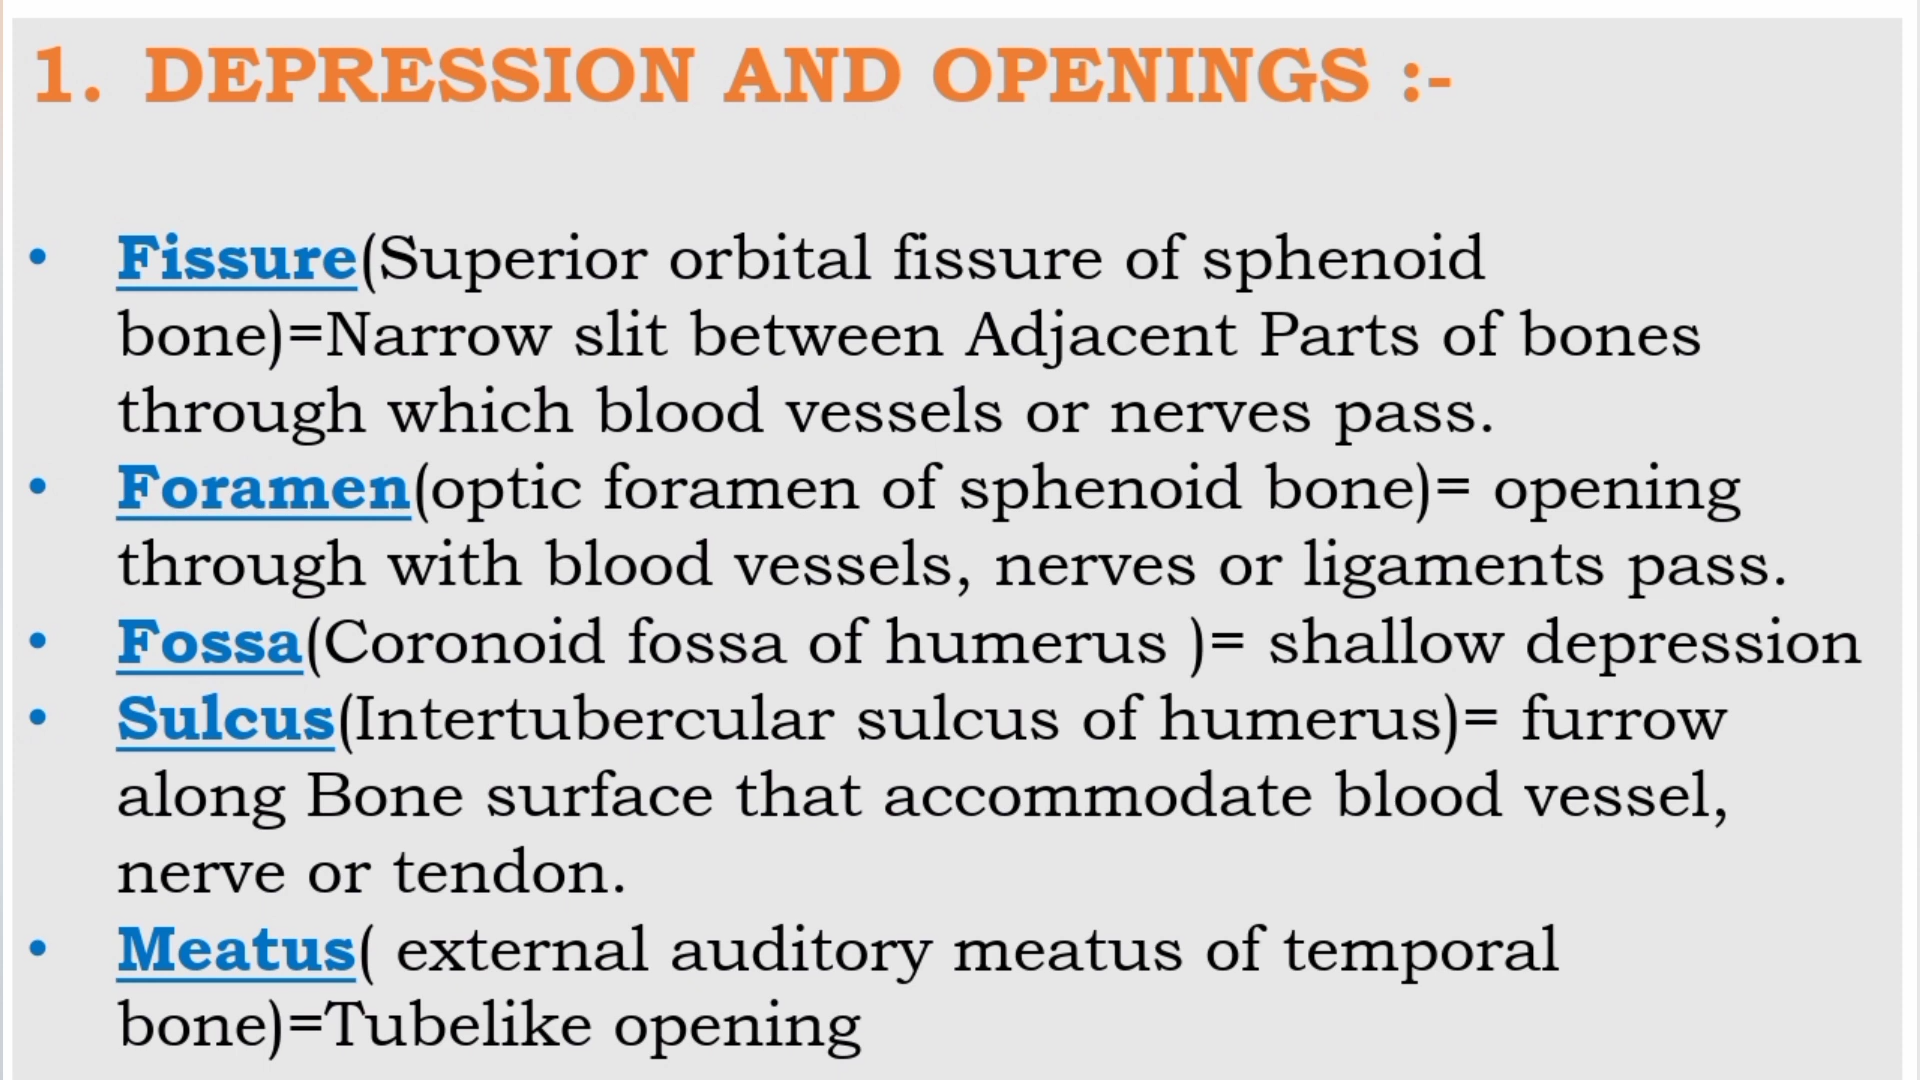 1. DEPRESSION AND OPENINGS :-
• Fissure(Superior orbital fissure of sphenoid
bone)=Narrow slit between Adjacent Parts of bones
through which blood vessels or nerves pass.
• Foramen(optic foramen of sphenoid bone)= opening
through with blood vessels, nerves or ligaments pass.
• Fossa(Coronoid fossa of humerus )= shallow depression
• Sulcus(Intertubercular sulcus of humerus)= furrow
along Bone surface that accommodate blood vessel,
nerve or tendon.
• Meatus( external auditory meatus of temporal
bone)=Tubelike opening